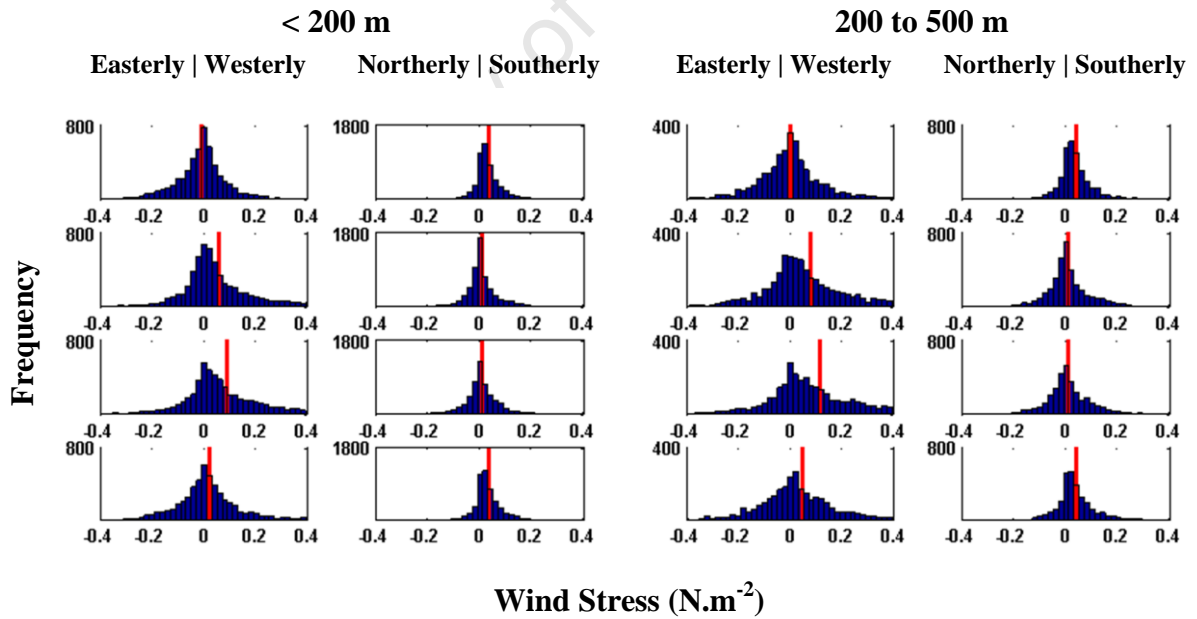 of
< 200 m 200 to 500 m
Easterly | Westerly Northerly | Southerly Easterly | Westerly Northerly | Southerly
Frequency
800 1800 400 800
-0.4 -0.2 0 0.2 0.4 -0.4 -0.2 0 0.2 0.4 -0.4 -0.2 0 0.2 0.4 -0.4 -0.2 0 0.2 0.4
800 1800 400 800
-0.4 -0.2 0 0.2 0.4 -0.4 -0.2 0 0.2 0.4 -0.4 -0.2 0 0.2 0.4 -0.4 -0.2 0 0.2 0.4
800 1800 400 800
-0.4 -0.2 0 0.2 0.4 -0.4 -0.2 0 0.2 0.4 -0.4 -0.2 0 0.2 0.4 -0.4 -0.2 0 0.2 0.4
800 1800 400 800
-0.4 -0.2 0 0.2 0.4 -0.4 -0.2 0 0.2 0.4 -0.4 -0.2 0 0.2 0.4 -0.4 -0.2 0 0.2 0.4
Wind Stress (N.m⁻²)